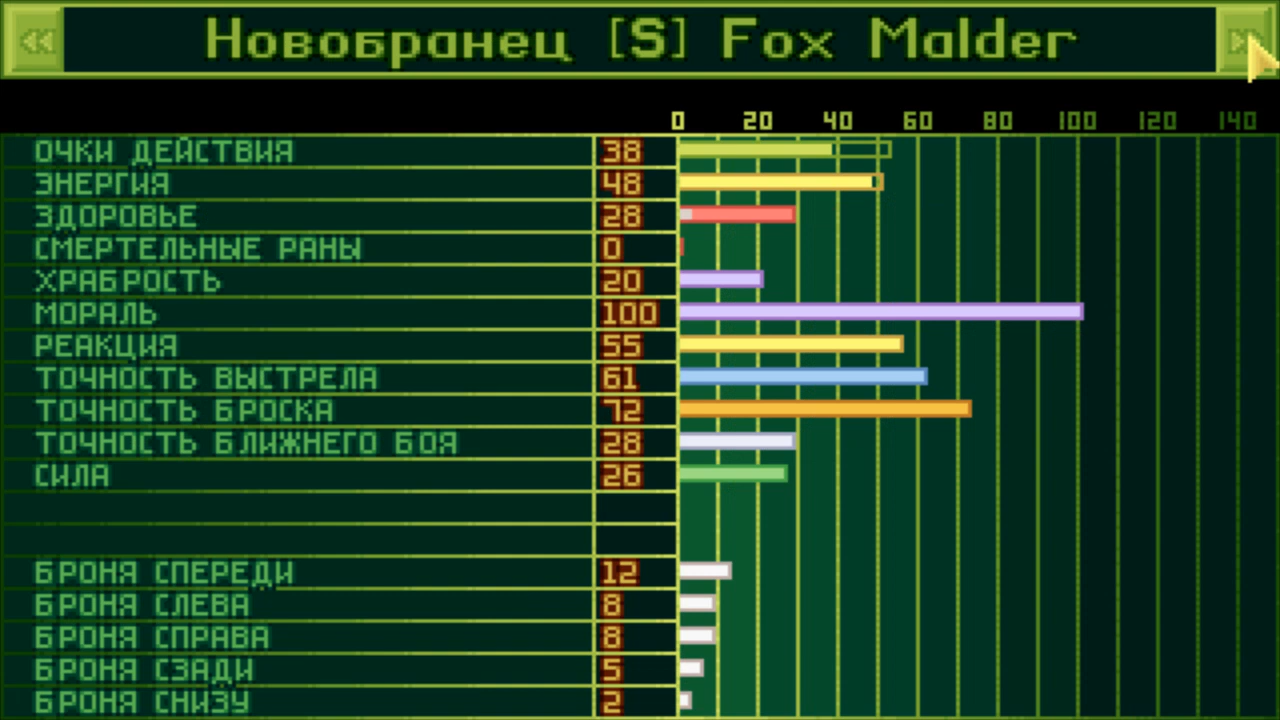 Новобранец [S] Fox Malder
0 20 40 60 80 100 120 140
ОЧКИ ДЕЙСТВИЯ 38
ЭНЕРГИЯ 48
ЗДОРОВЬЕ 28
СМЕРТЕЛЬНЫЕ РАНЫ 0
ХРАБРОСТЬ 20
МОРАЛЬ 100
РЕАКЦИЯ 55
ТОЧНОСТЬ ВЫСТРЕЛА 61
ТОЧНОСТЬ БРОСКА 72
ТОЧНОСТЬ БЛИЖНЕГО БОЯ 28
СИЛА 26
БРОНЯ СПЕРЕДИ 12
БРОНЯ СЛЕВА 8
БРОНЯ СПРАВА 8
БРОНЯ СЗАДИ 5
БРОНЯ СНИЗУ 2